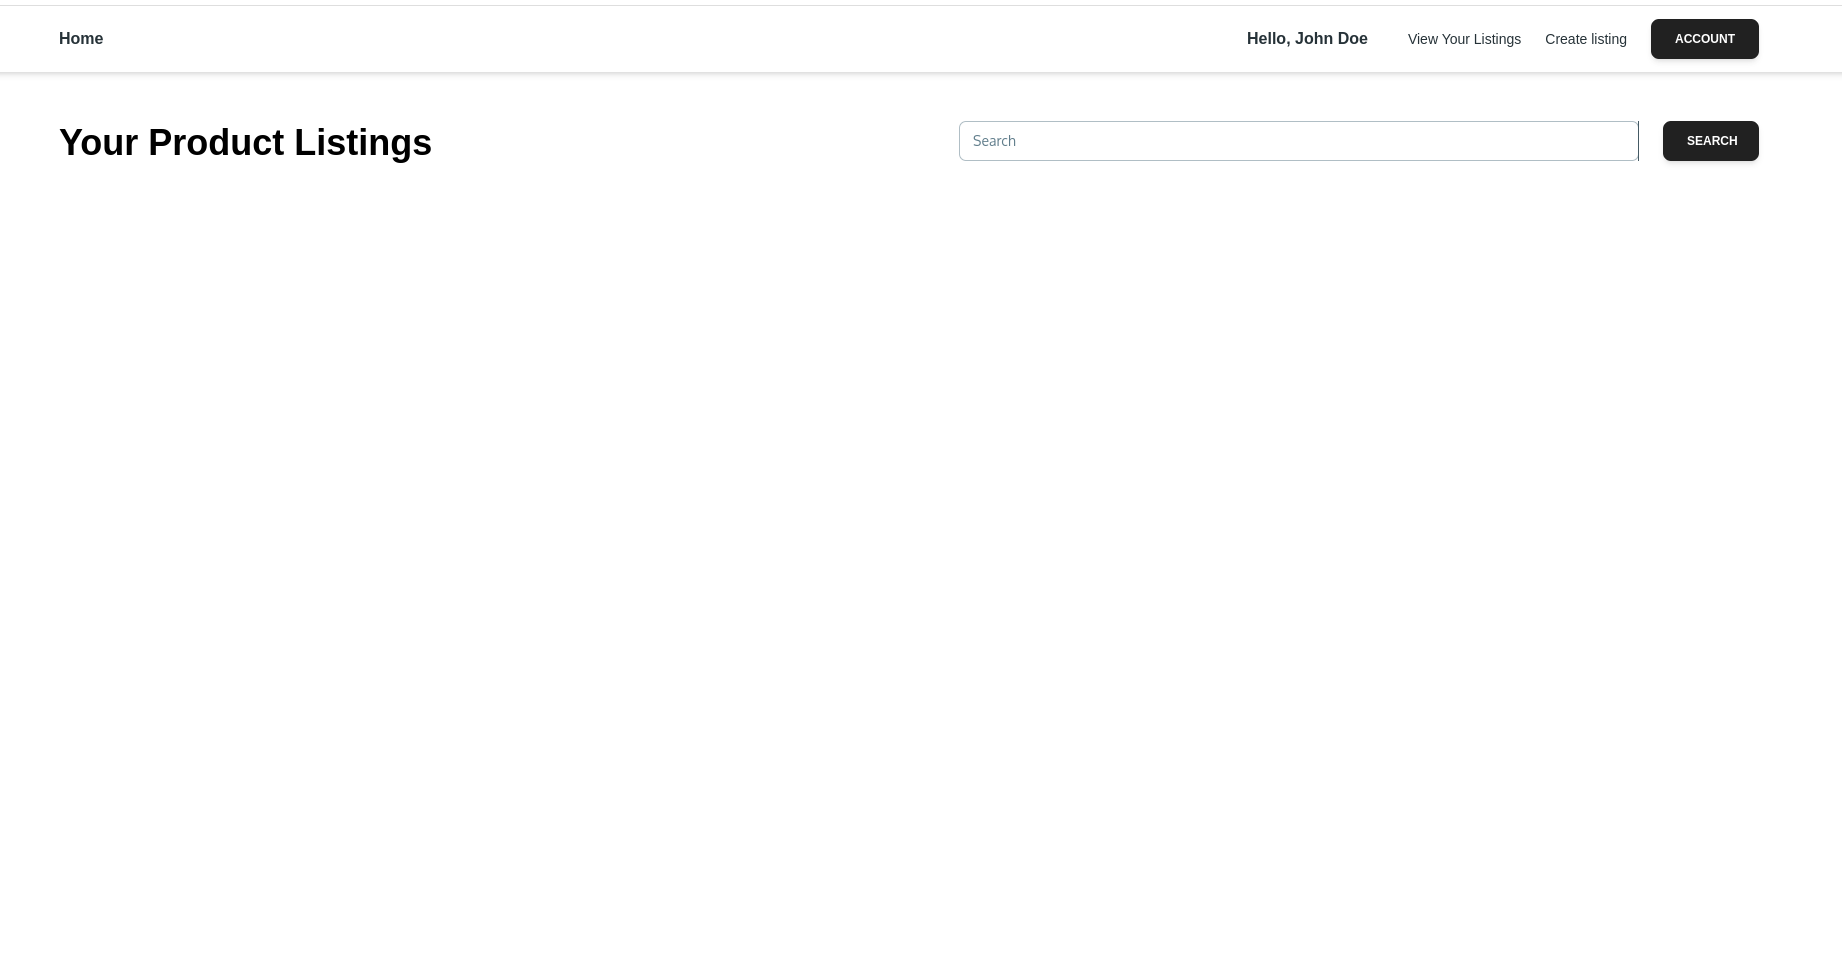 Home
Hello, John Doe
View Your Listings
Create listing
ACCOUNT
Your Product Listings
Search
SEARCH